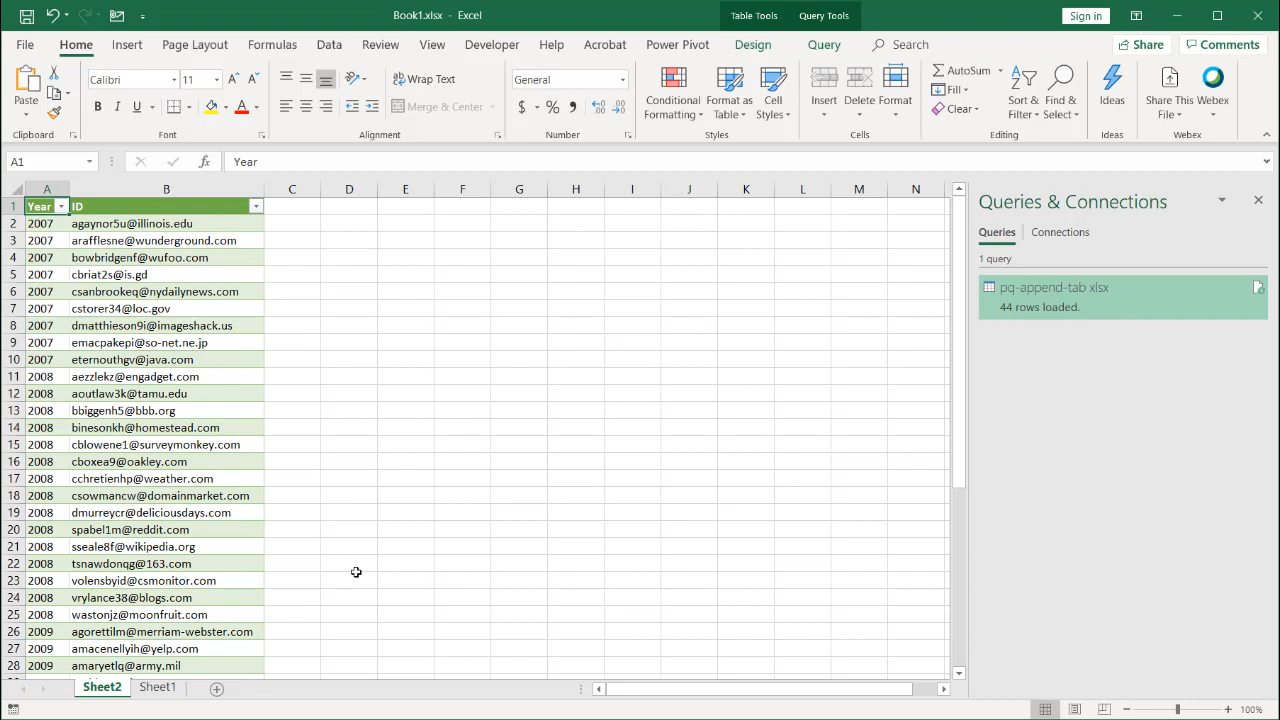 Book1.xlsx - Excel
Table Tools Query Tools
Sign in
File Home Insert Page Layout Formulas Data Review View Developer Help Acrobat Power Pivot Design Query Search Share Comments
Paste
Calibri 11
B I U A
Wrap Text
Merge & Center
General
$ % ,
Conditional Formatting
Format as Table
Cell Styles
Insert Delete Format
AutoSum
Fill
Clear
Sort & Filter
Find & Select
Ideas
Share This File
Webex
Clipboard Font Alignment Number Styles Cells Editing Ideas Webex
A1 fx Year
A B C D E F G H I J K L M N
1 Year ID
2 2007 agaynor5u@illinois.edu
3 2007 arafflesne@wunderground.com
4 2007 bowbridgenf@wufoo.com
5 2007 cbriat2s@is.gd
6 2007 csanbrookeq@nydailynews.com
7 2007 cstorer34@loc.gov
8 2007 dmatthieson9i@imageshack.us
9 2007 emacpakepi@so-net.ne.jp
10 2007 eternouthgv@java.com
11 2008 aezzlekz@engadget.com
12 2008 aoutlaw3k@tamu.edu
13 2008 bbiggenh5@bbb.org
14 2008 binesonkh@homestead.com
15 2008 cblowene1@surveymonkey.com
16 2008 cboxea9@oakley.com
17 2008 cchretienhp@weather.com
18 2008 csowmancw@domainmarket.com
19 2008 dmurreycr@deliciousdays.com
20 2008 spabel1m@reddit.com
21 2008 sseale8f@wikipedia.org
22 2008 tsnawdonqg@163.com
23 2008 volensbyid@csmonitor.com
24 2008 vrylance38@blogs.com
25 2008 wastonjz@moonfruit.com
26 2009 agorettilm@merriam-webster.com
27 2009 amacenellyih@yelp.com
28 2009 amaryetlq@army.mil
Queries & Connections
Queries Connections
1 query
pq-append-tab xlsx
44 rows loaded.
Sheet2 Sheet1
100%